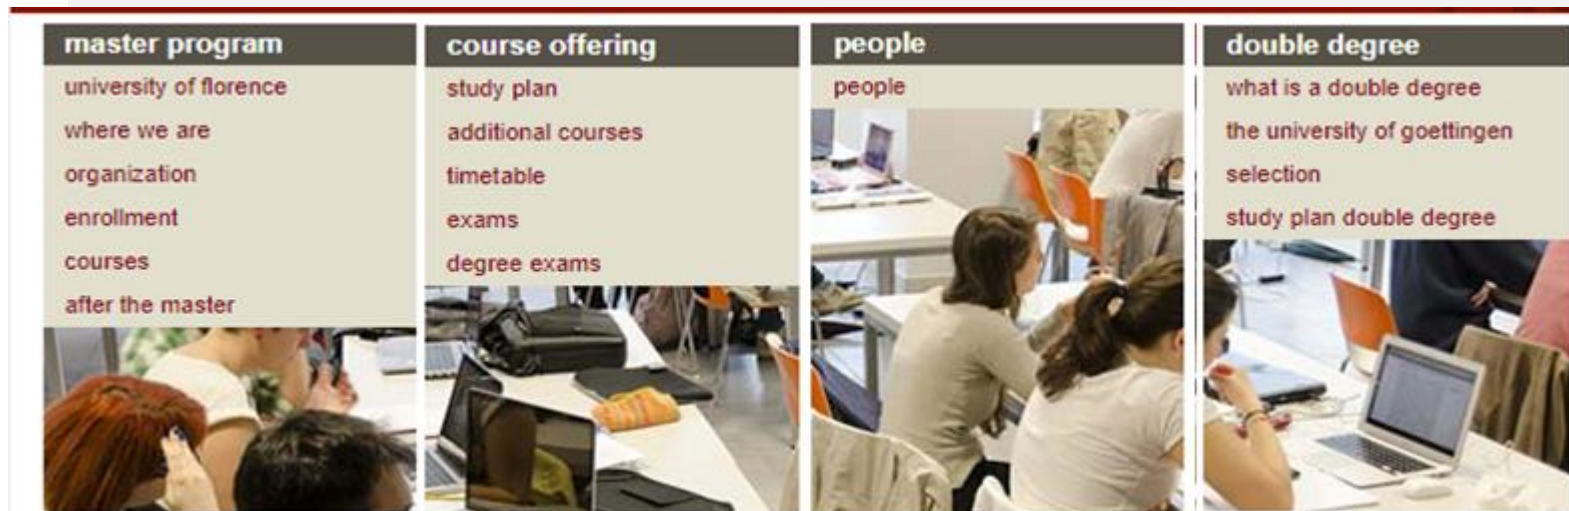 master program
university of florence
where we are
organization
enrollment
courses
after the master
course offering
study plan
additional courses
timetable
exams
degree exams
people
people
double degree
what is a double degree
the university of goettingen
selection
study plan double degree